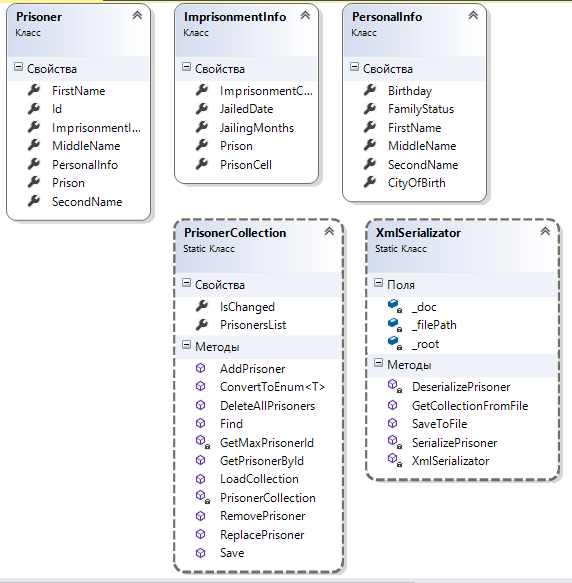 Prisoner
Класс
Свойства
FirstName
Id
ImprisonmentI...
MiddleName
PersonalInfo
Prison
SecondName
ImprisonmentInfo
Класс
Свойства
ImprisonmentC...
JailedDate
JailingMonths
Prison
PrisonCell
PersonalInfo
Класс
Свойства
Birthday
FamilyStatus
FirstName
MiddleName
SecondName
CityOfBirth
PrisonerCollection
Static Класс
Свойства
IsChanged
PrisonersList
Методы
AddPrisoner
ConvertToEnum<T>
DeleteAllPrisoners
Find
GetMaxPrisonerId
GetPrisonerById
LoadCollection
PrisonerCollection
RemovePrisoner
ReplacePrisoner
Save
XmlSerializator
Static Класс
Поля
_doc
_filePath
_root
Методы
DeserializePrisoner
GetCollectionFromFile
SaveToFile
SerializePrisoner
XmlSerializator